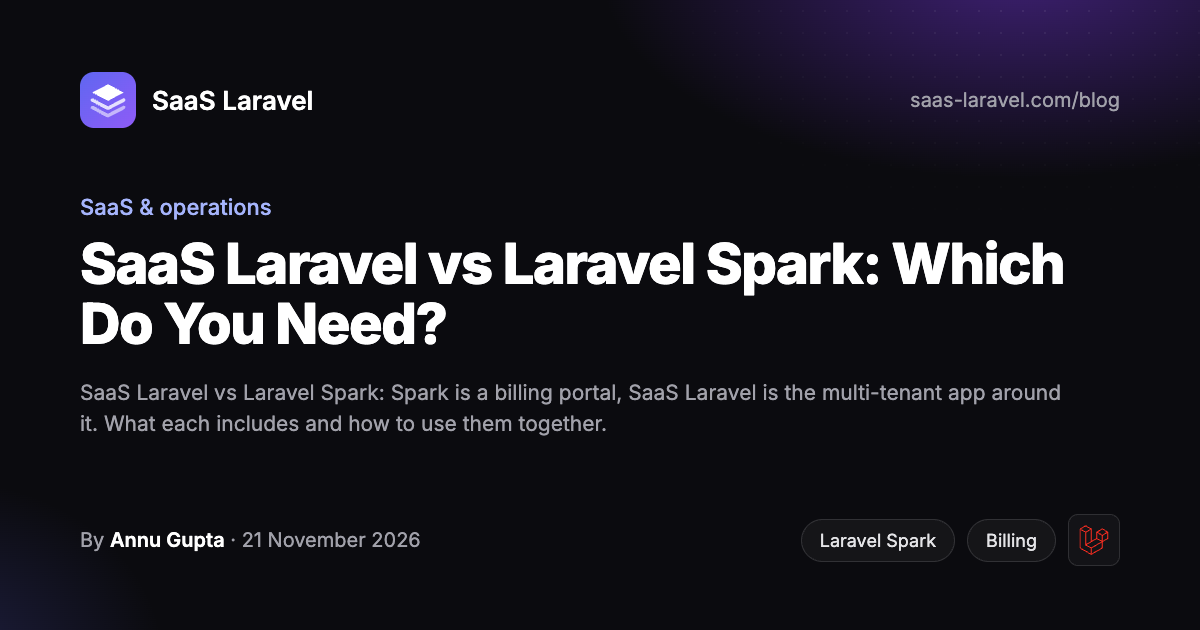 SaaS Laravel
saas-laravel.com/blog
SaaS & operations
SaaS Laravel vs Laravel Spark: Which
Do You Need?
SaaS Laravel vs Laravel Spark: Spark is a billing portal, SaaS Laravel is the multi-tenant app around
it. What each includes and how to use them together.
By Annu Gupta · 21 November 2026
Laravel Spark
Billing